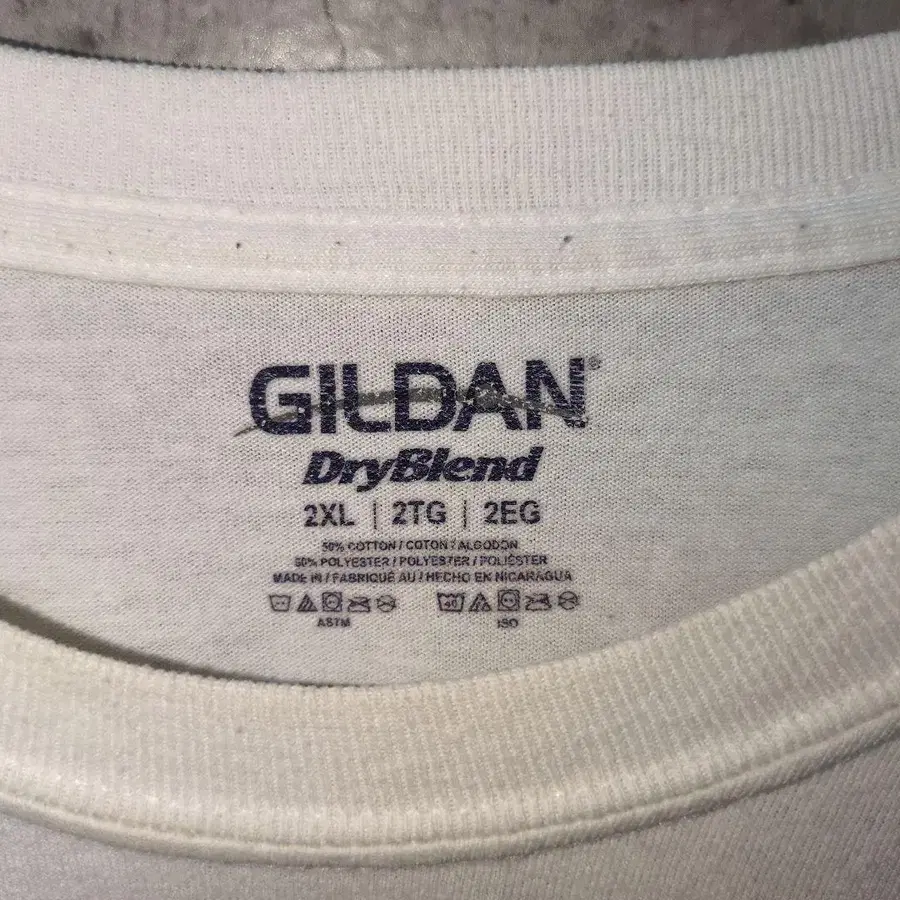 GILDAN®
DryBlend
2XL | 2TG | 2EG
50% COTTON / COTON / ALGODON
50% POLYESTER / POLYESTER / POLIÉSTER
MADE IN / FABRIQUÉ AU / HECHO EN NICARAGUA
40
ASTM ISO